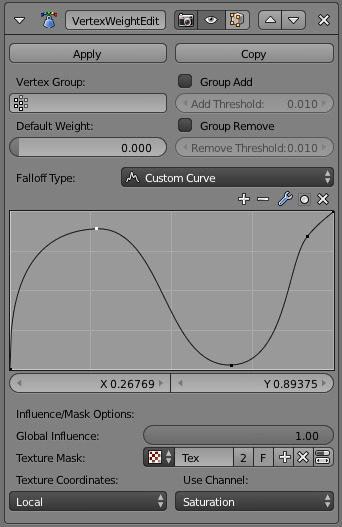 VertexWeightEdit
Apply Copy
Vertex Group: Group Add
Add Threshold: 0.010
Default Weight: Group Remove
0.000 Remove Threshold: 0.010
Falloff Type: Custom Curve
X 0.26769 Y 0.89375
Influence/Mask Options:
Global Influence: 1.00
Texture Mask: Tex 2 F
Texture Coordinates: Use Channel:
Local Saturation